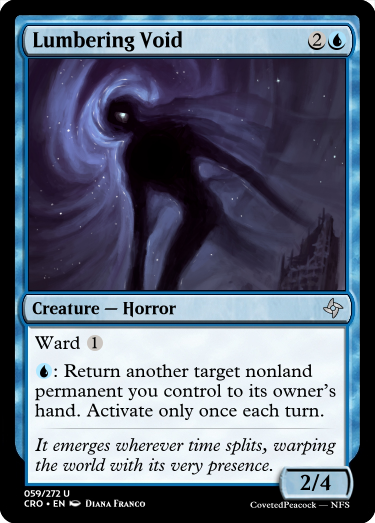 Lumbering Void 2
Creature — Horror
Ward 1
: Return another target nonland
permanent you control to its owner's
hand. Activate only once each turn.
It emerges wherever time splits, warping
the world with its very presence.
2/4
059/272 U
CRO • EN Diana Franco
CovetedPeacock — NFS